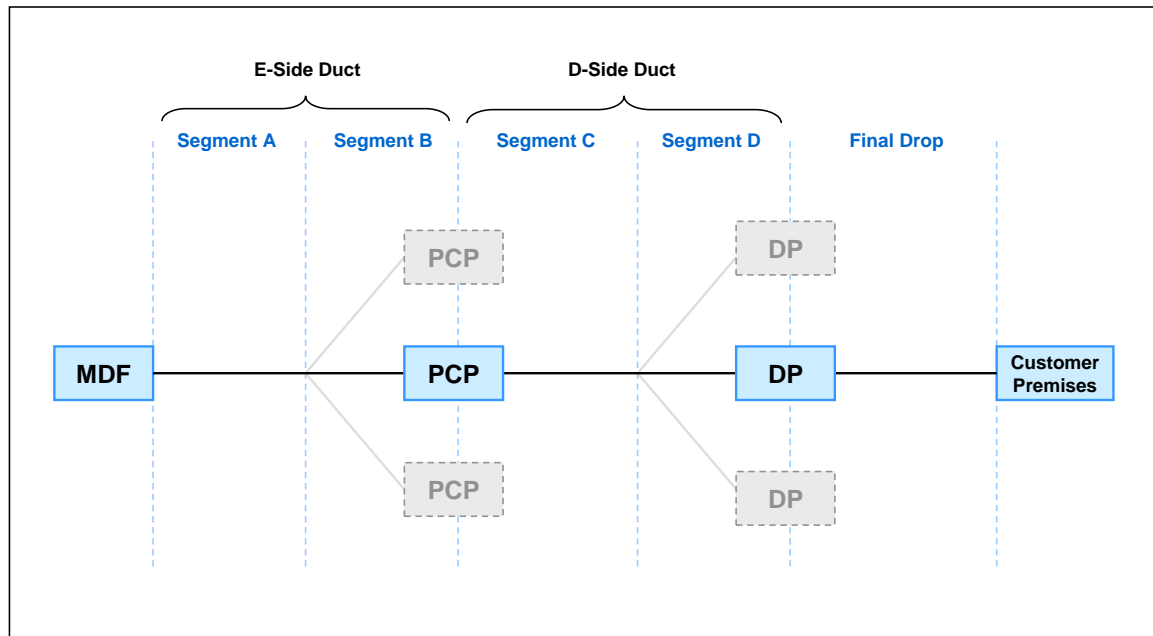 E-Side Duct
D-Side Duct
Segment A
Segment B
Segment C
Segment D
Final Drop
PCP
DP
MDF
PCP
DP
Customer
Premises
PCP
DP